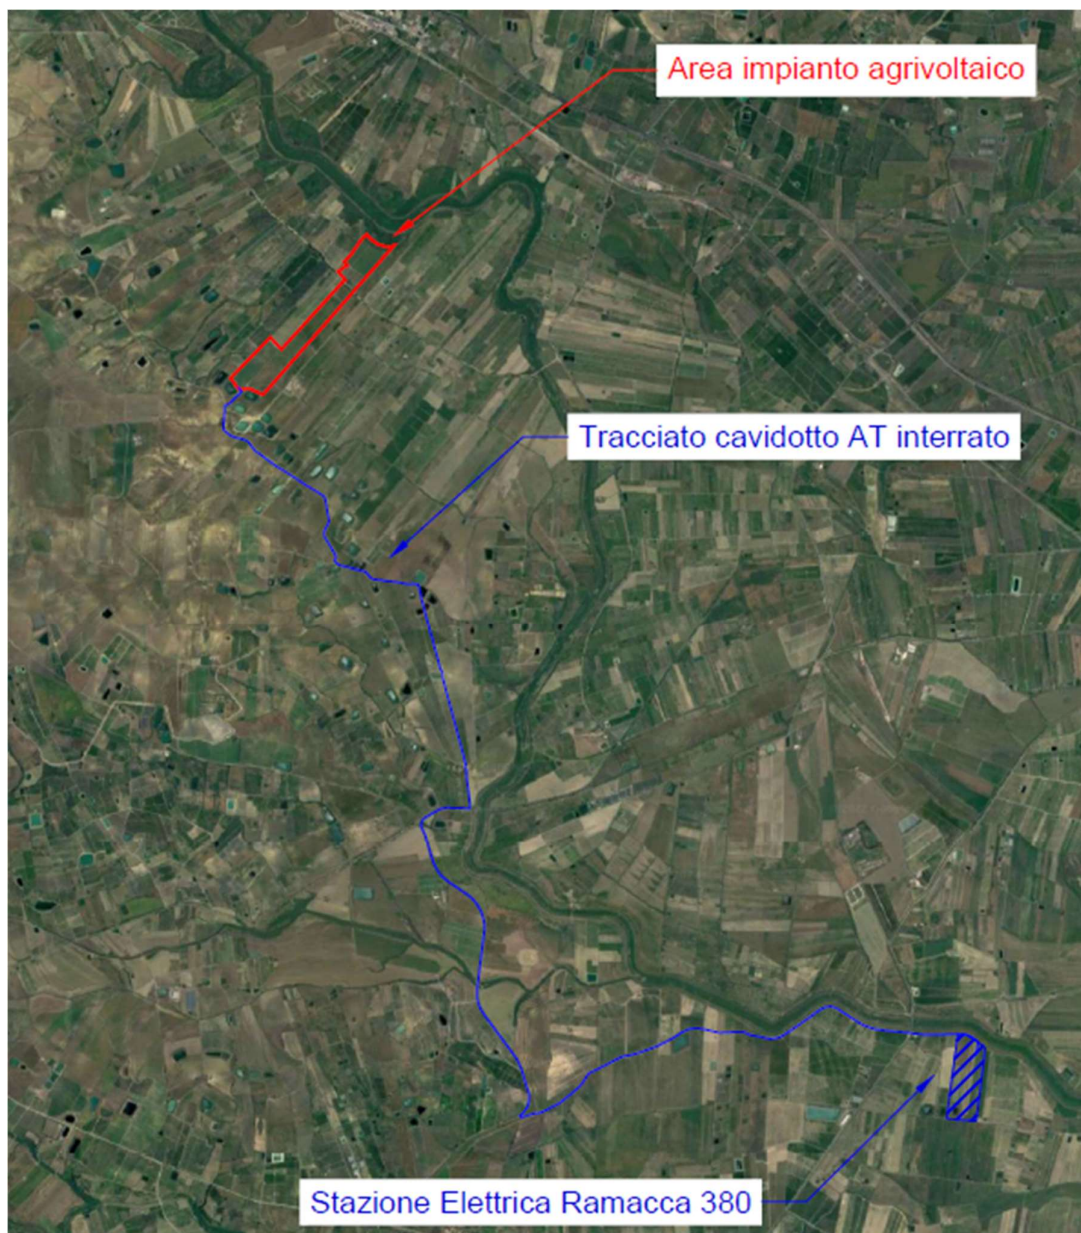 Area impianto agrivoltaico
Tracciato cavidotto AT interrato
Stazione Elettrica Ramacca 380